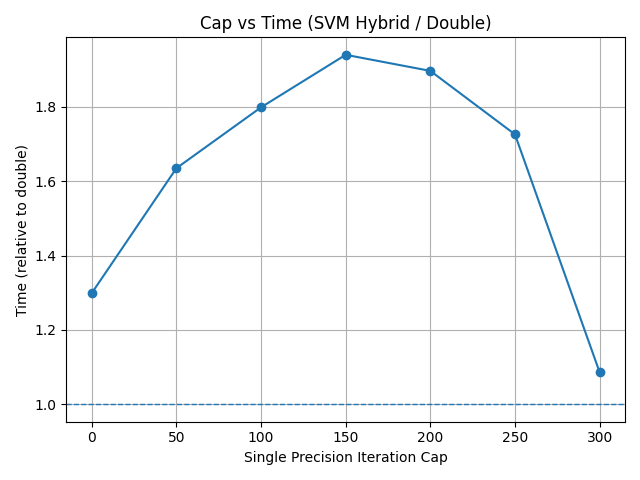 Cap vs Time (SVM Hybrid / Double)
Time (relative to double)
1.8
1.6
1.4
1.2
1.0
0 50 100 150 200 250 300
Single Precision Iteration Cap